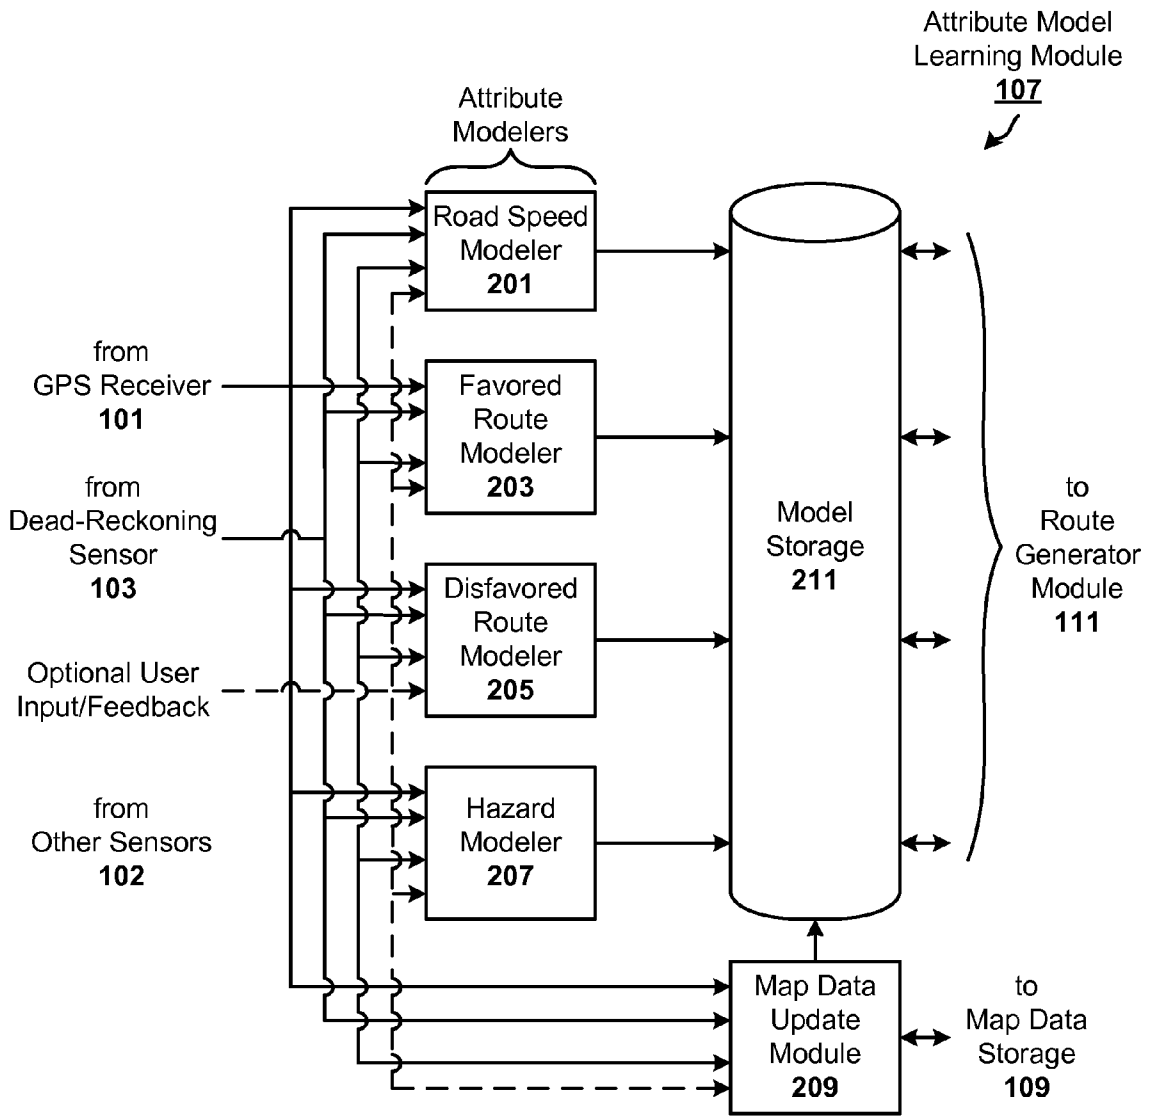 Attribute Model
Learning Module
107
Attribute
Modelers
Road Speed
Modeler
201
from
GPS Receiver
101
Favored
Route
Modeler
203
from
Dead-Reckoning
Sensor
103
Disfavored
Route
Modeler
205
Optional User
Input/Feedback
from
Other Sensors
102
Hazard
Modeler
207
Model
Storage
211
to
Route
Generator
Module
111
Map Data
Update
Module
209
to
Map Data
Storage
109